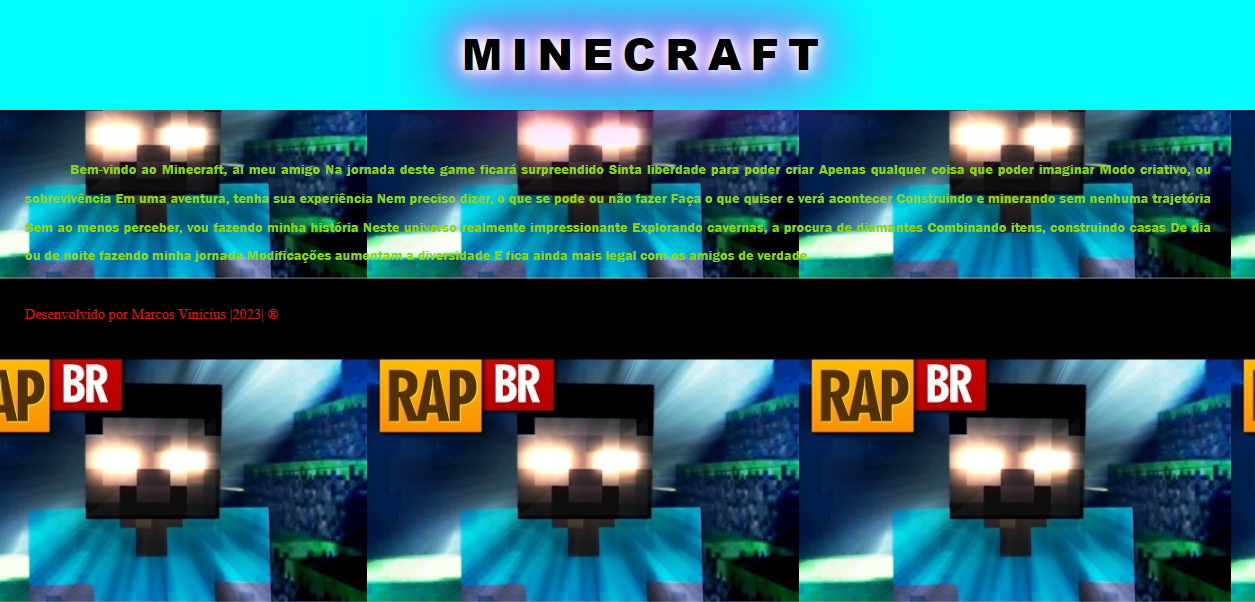 MINECRAFT
Bem-vindo ao Minecraft, al meu amigo Na jornada deste game ficará surpreendido Sinta liberdade para poder criar Apenas qualquer coisa que poder imaginar Modo criativo, ou
sobrevivência Em uma aventura, tenha sua experiência Nem preciso dizer, o que se pode ou não fazer Faça o que quiser e verá acontecer Construindo e minerando sem nenhuma trajetória
Sem ao menos perceber, vou fazendo minha história Neste universo realmente impressionante Explorando cavernas, a procura de diamantes Combinando itens, construindo casas De dia
ou de noite fazendo minha jornada Modificações aumentam a diversidade E fica ainda mais legal com os amigos de verdade.
Desenvolvido por Marcos Vinicius |2023| ®
AP BR RAP BR RAP BR